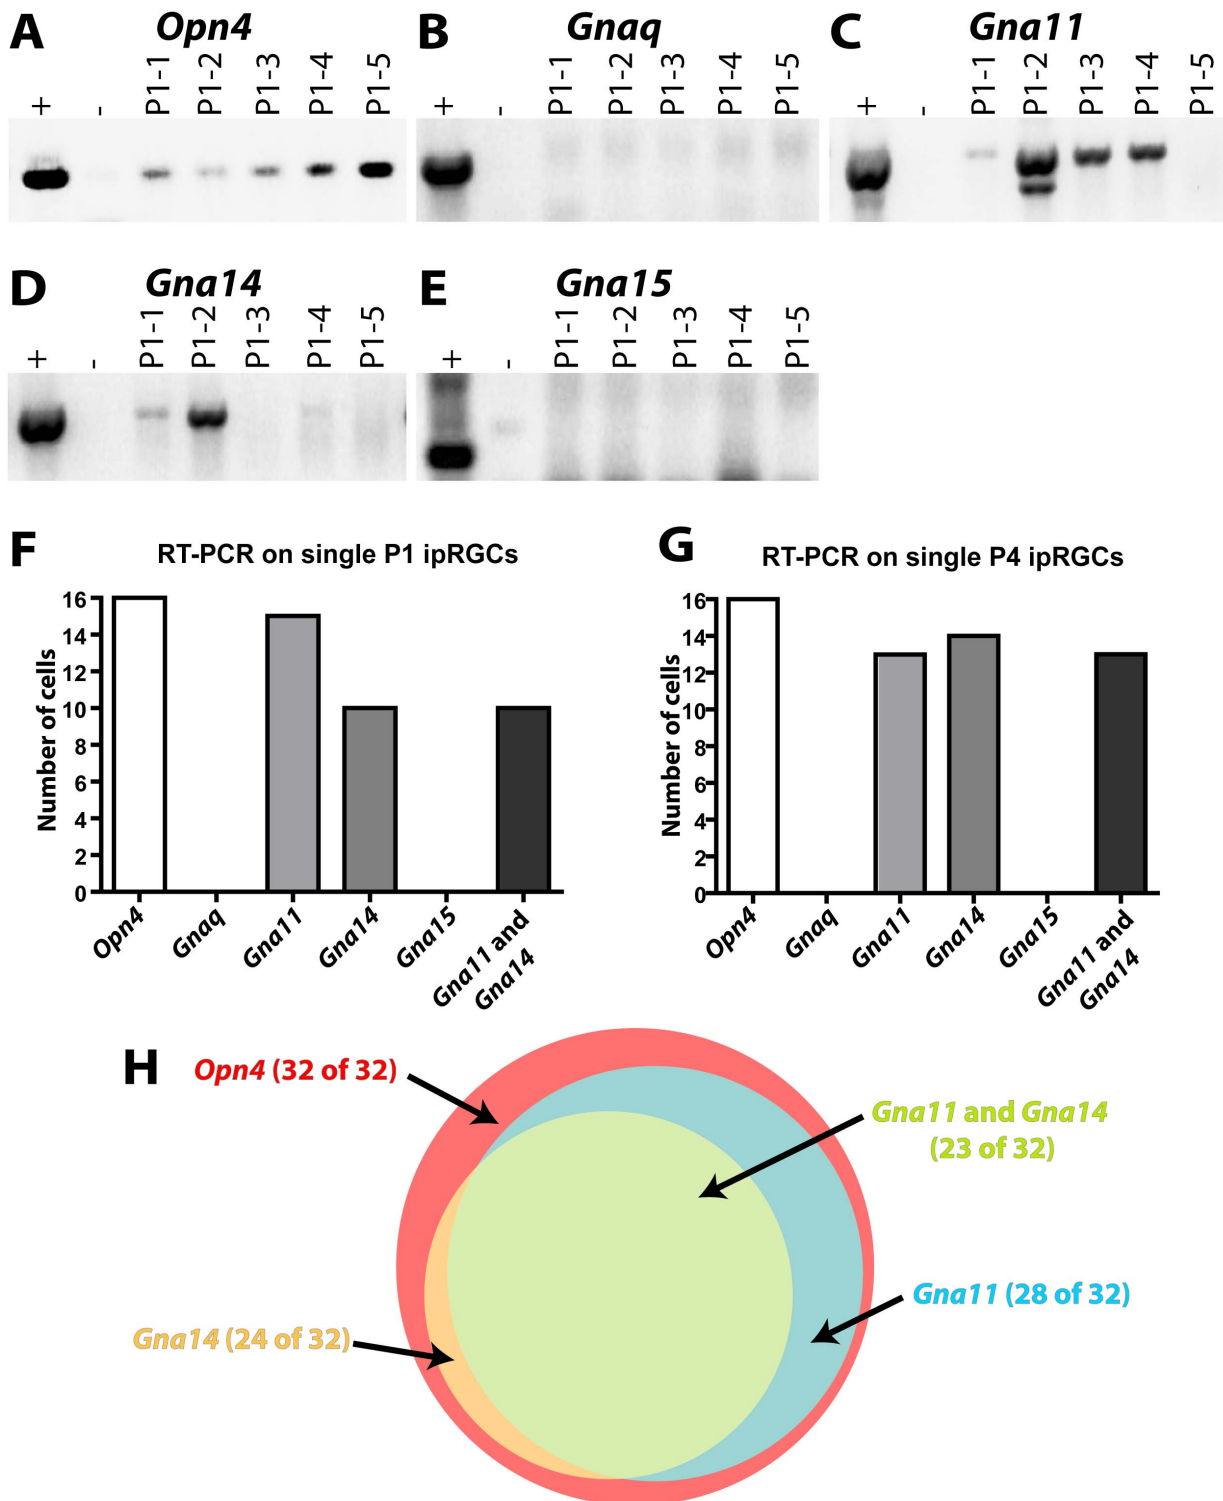 A Opn4
+ - P1-1 P1-2 P1-3 P1-4 P1-5
B Gnaq
+ - P1-1 P1-2 P1-3 P1-4 P1-5
C Gna11
+ - P1-1 P1-2 P1-3 P1-4 P1-5
D Gna14
+ - P1-1 P1-2 P1-3 P1-4 P1-5
E Gna15
+ - P1-1 P1-2 P1-3 P1-4 P1-5
F
RT-PCR on single P1 ipRGCs
Number of cells
16
14
12
10
8
6
4
2
0
Opn4
Gnaq
Gna11
Gna14
Gna15
Gna11 and
Gna14
G
RT-PCR on single P4 ipRGCs
Number of cells
16
14
12
10
8
6
4
2
0
Opn4
Gnaq
Gna11
Gna14
Gna15
Gna11 and
Gna14
H
Opn4 (32 of 32)
Gna11 and Gna14
(23 of 32)
Gna11 (28 of 32)
Gna14 (24 of 32)